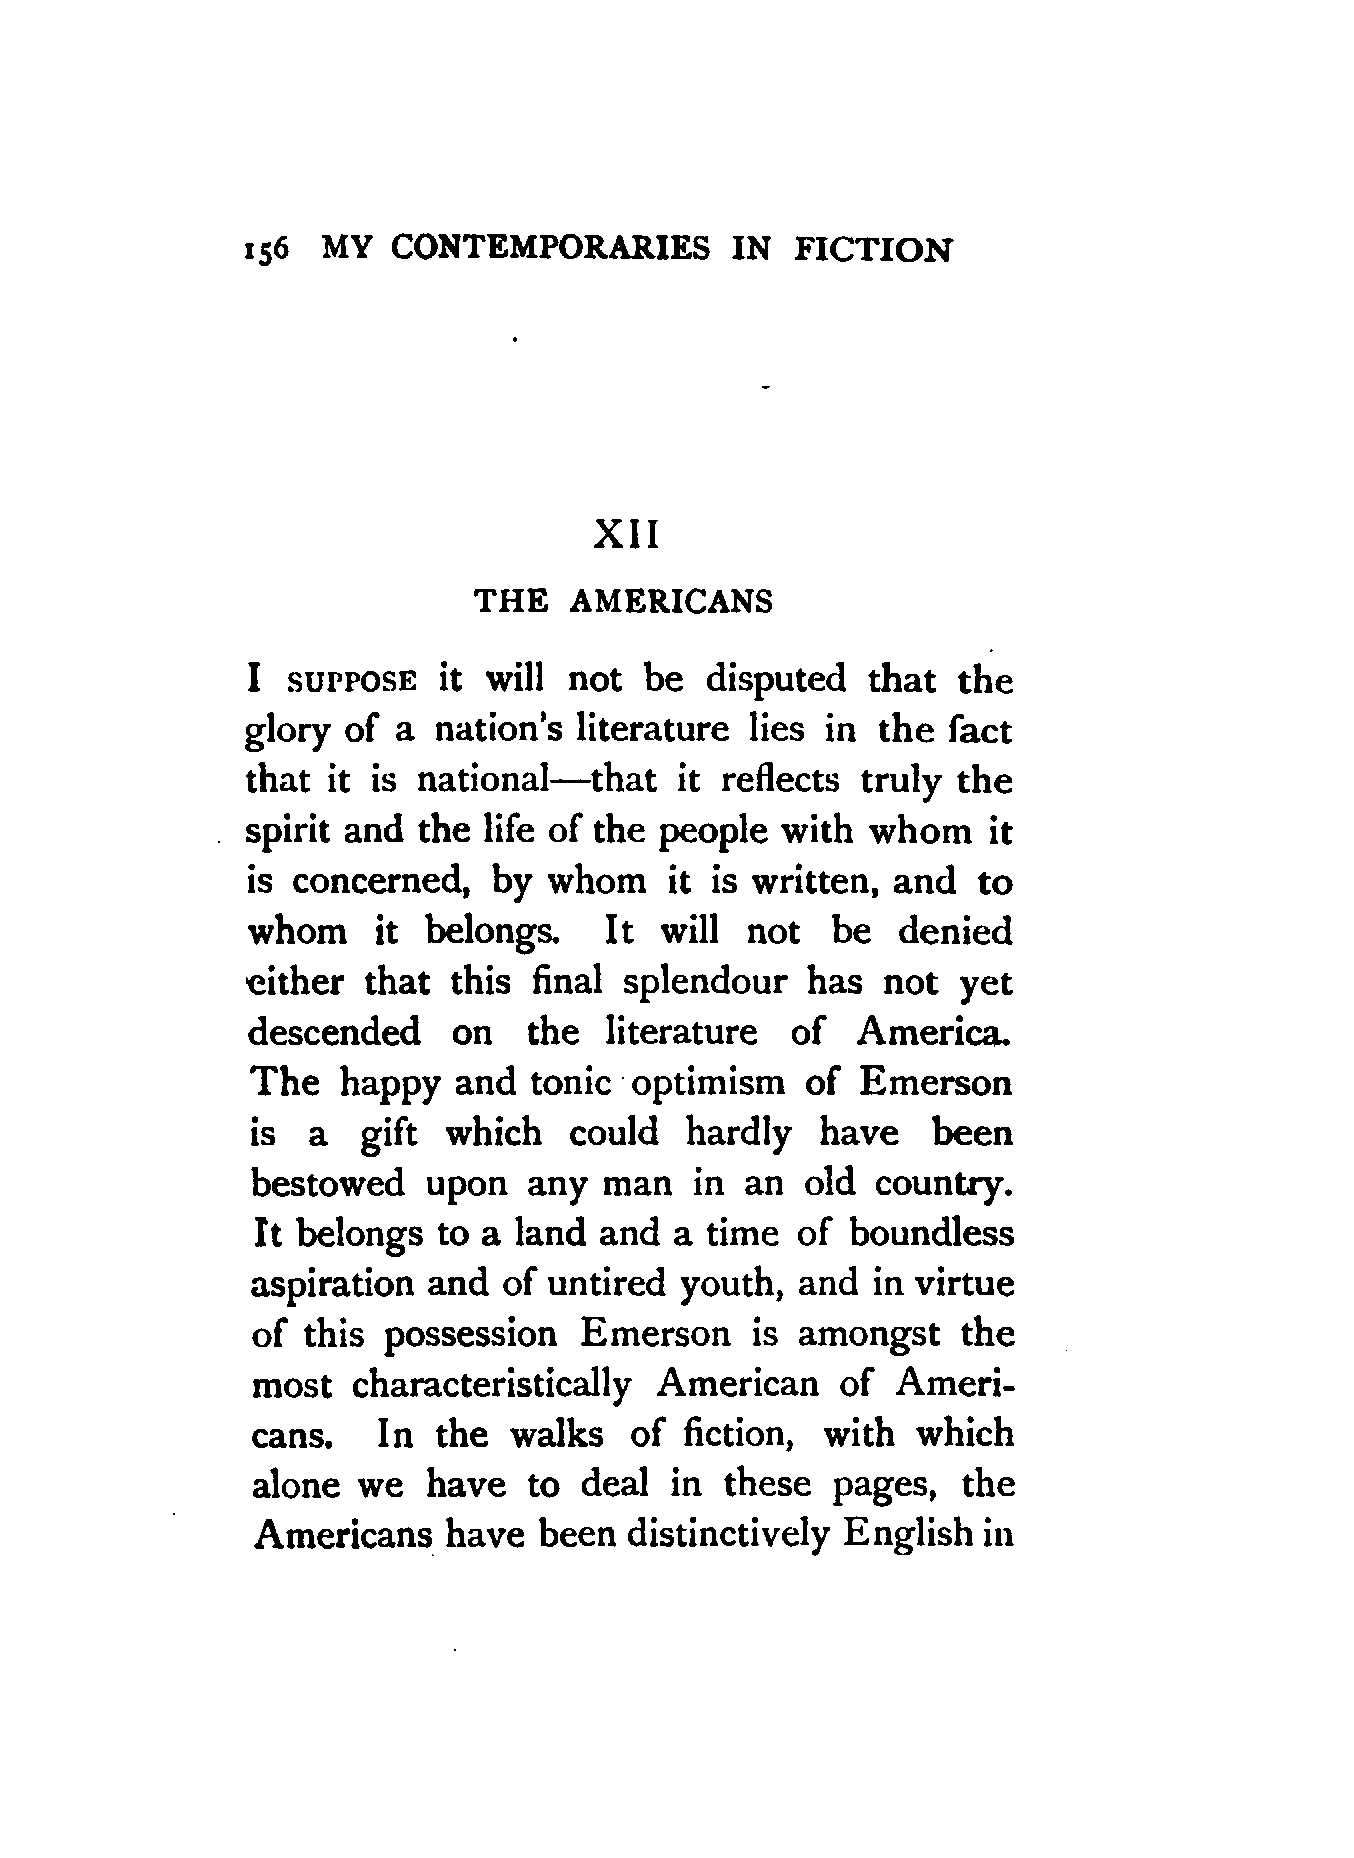 156 MY CONTEMPORARIES IN FICTION
XII
THE AMERICANS
I SUPPOSE it will not be disputed that the
glory of a nation's literature lies in the fact
that it is national—that it reflects truly the
spirit and the life of the people with whom it
is concerned, by whom it is written, and to
whom it belongs. It will not be denied
either that this final splendour has not yet
descended on the literature of America.
The happy and tonic optimism of Emerson
is a gift which could hardly have been
bestowed upon any man in an old country.
It belongs to a land and a time of boundless
aspiration and of untired youth, and in virtue
of this possession Emerson is amongst the
most characteristically American of Ameri-
cans. In the walks of fiction, with which
alone we have to deal in these pages, the
Americans have been distinctively English in